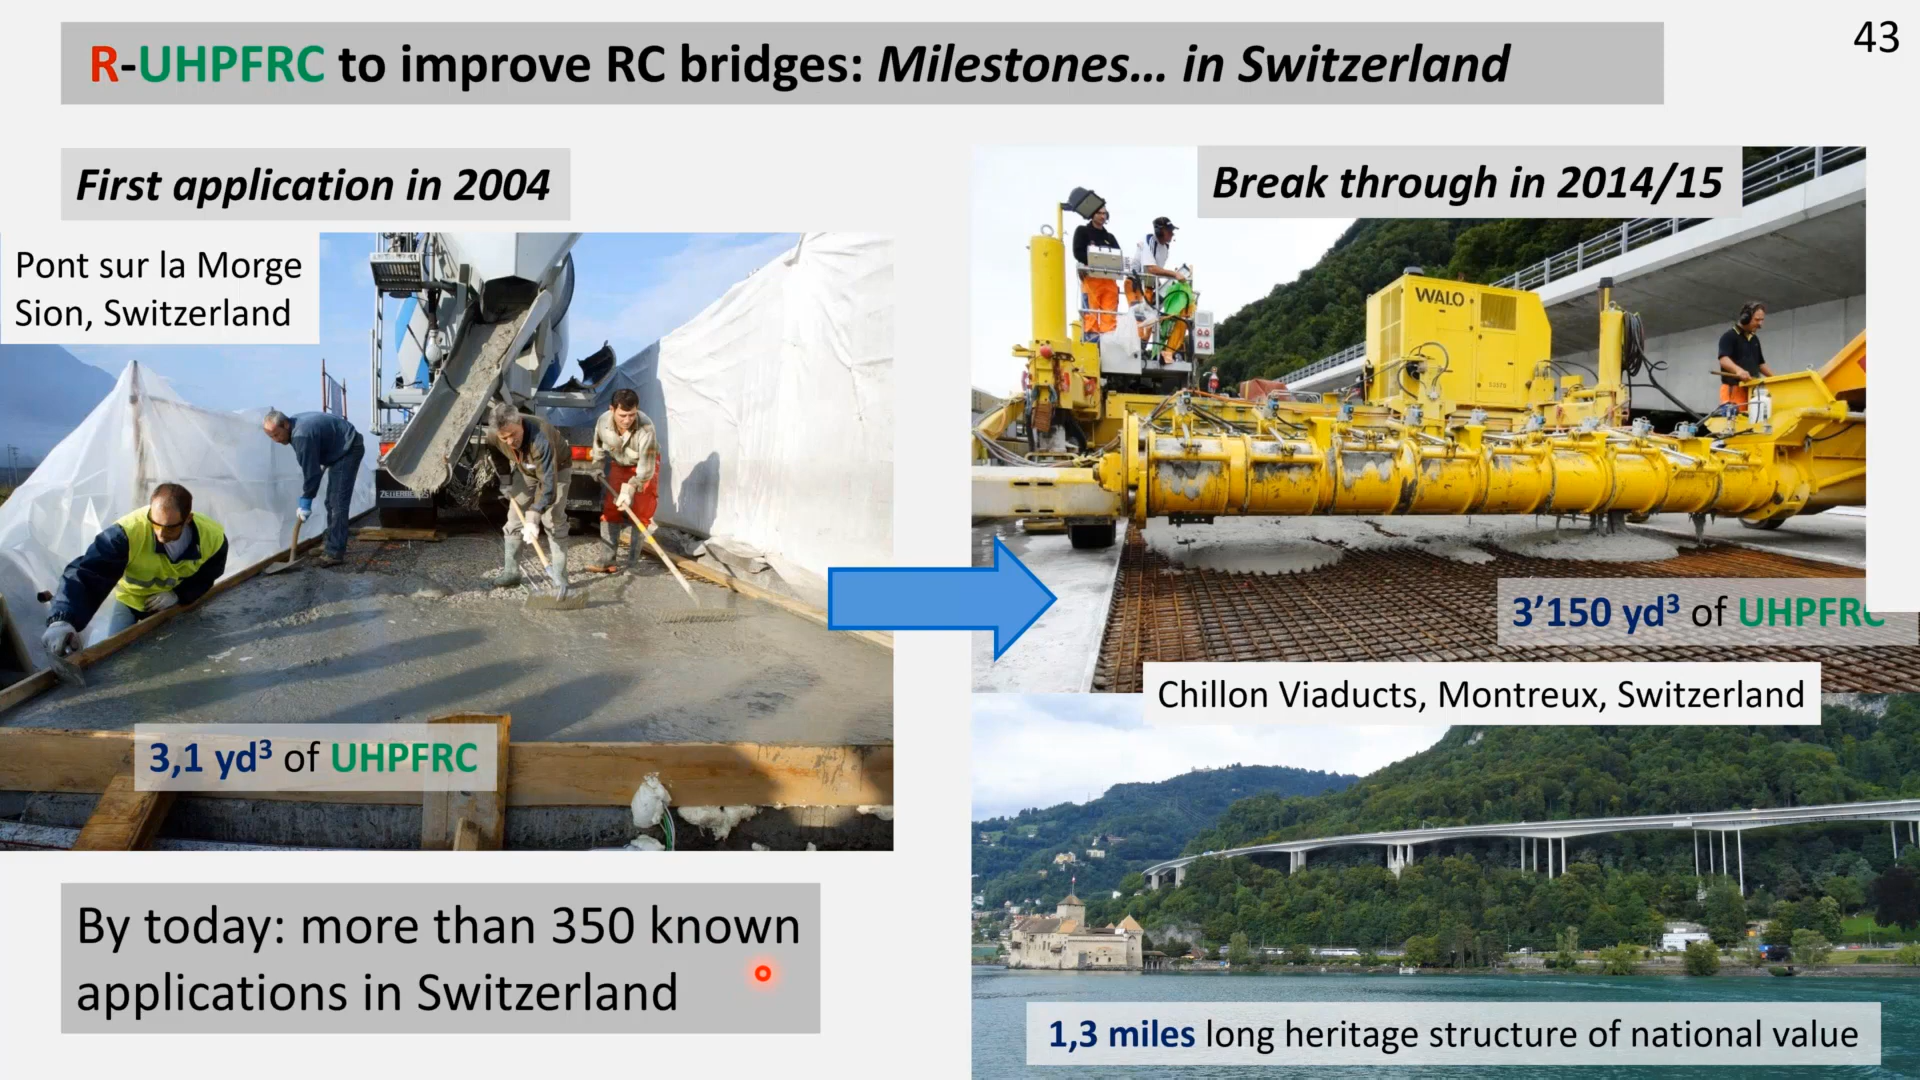 R-UHPFRC to improve RC bridges: Milestones... in Switzerland
43
First application in 2004
Pont sur la Morge
Sion, Switzerland
3,1 yd³ of UHPFRC
By today: more than 350 known
applications in Switzerland
Break through in 2014/15
WALO
3’150 yd³ of UHPFRC
Chillon Viaducts, Montreux, Switzerland
1,3 miles long heritage structure of national value